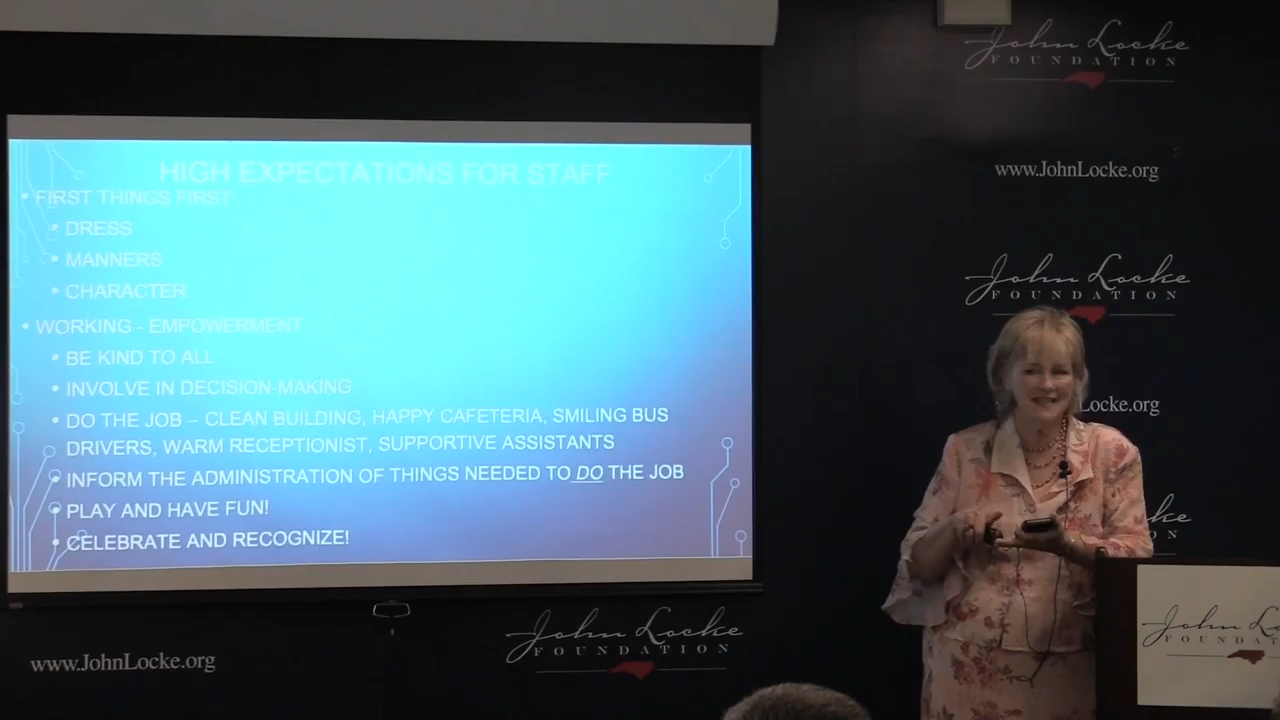 HIGH EXPECTATIONS FOR STAFF
• FIRST THINGS FIRST
• DRESS
• MANNERS
• CHARACTER
• WORKING - EMPOWERMENT
• BE KIND TO ALL
• INVOLVE IN DECISION-MAKING
• DO THE JOB – CLEAN BUILDING, HAPPY CAFETERIA, SMILING BUS
DRIVERS, WARM RECEPTIONIST, SUPPORTIVE ASSISTANTS
• INFORM THE ADMINISTRATION OF THINGS NEEDED TO DO THE JOB
• PLAY AND HAVE FUN!
• CELEBRATE AND RECOGNIZE!
John Locke
FOUNDATION
www.JohnLocke.org
John Locke
FOUNDATION
Locke.org
www.JohnLocke.org
John Locke
FOUNDATION
John Locke
FOUNDATION